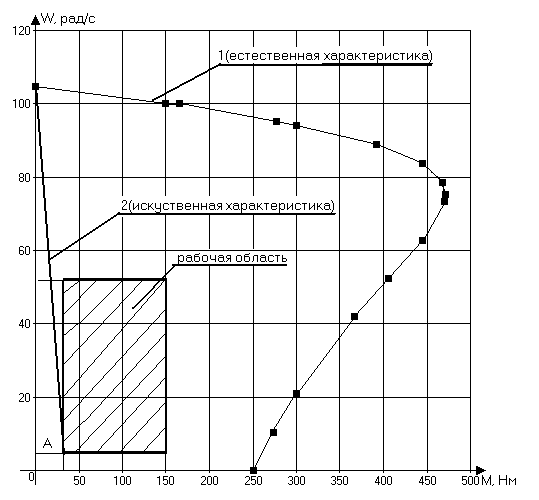 W, рад/с
120
1(естественная характеристика)
100
80
2(искуственная характеристика)
60
рабочая область
40
20
A
0 50 100 150 200 250 300 350 400 450 500 M, Нм